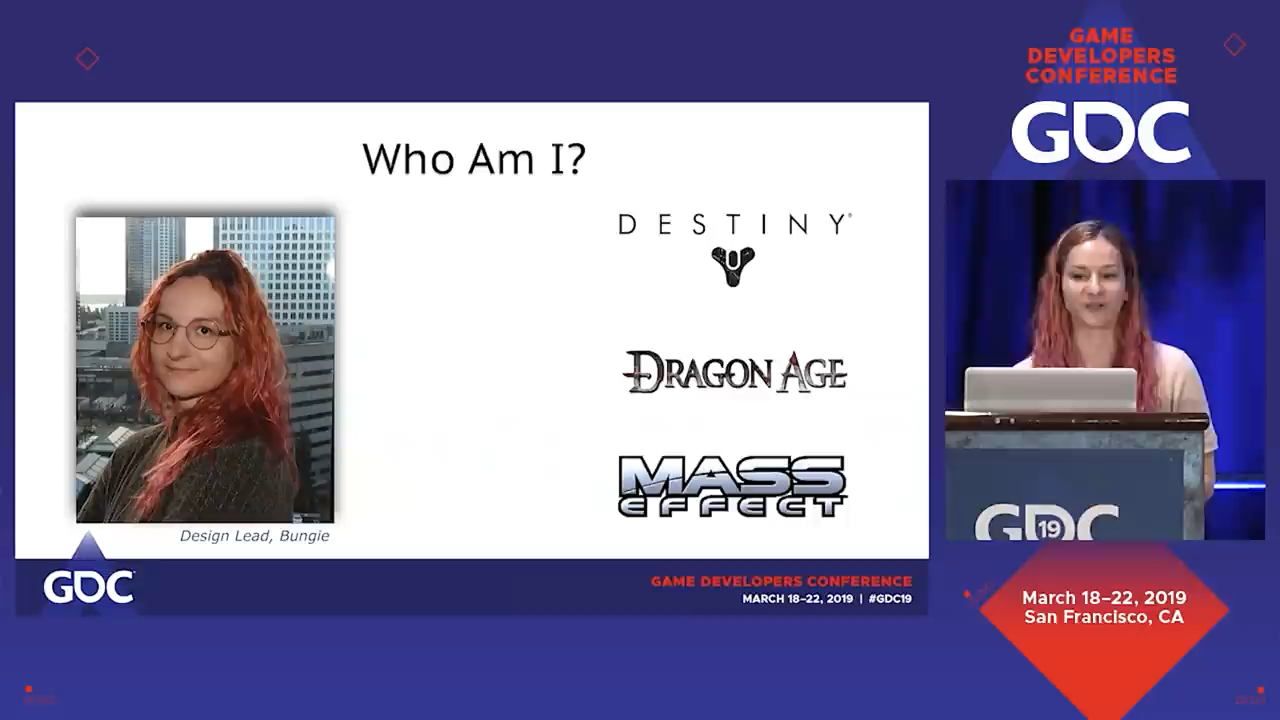 Who Am I?
DESTINY
DRAGON AGE
MASS
EFFECT
Design Lead, Bungie
GDC
GAME DEVELOPERS CONFERENCE
MARCH 18–22, 2019 | #GDC19
GAME
DEVELOPERS
CONFERENCE
GDC
GDC
19
March 18–22, 2019
San Francisco, CA